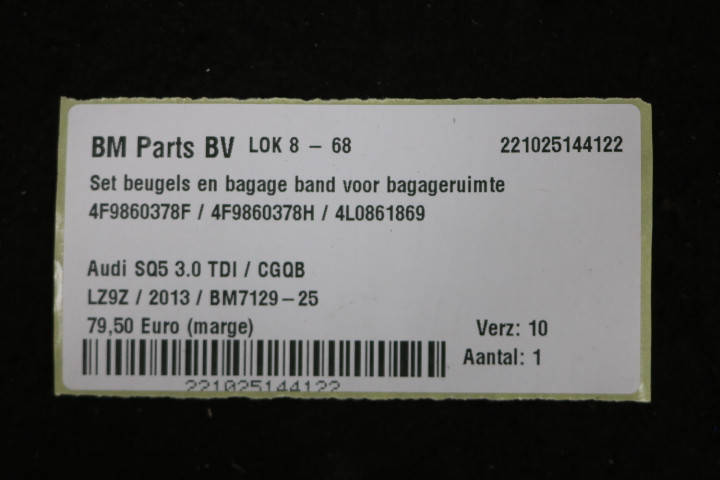 BM Parts BV LOK 8 - 68 221025144122
Set beugels en bagage band voor bagageruimte
4F9860378F / 4F9860378H / 4L0861869
Audi SQ5 3.0 TDI / CGQB
LZ9Z / 2013 / BM7129-25
79,50 Euro (marge) Verz: 10
Aantal: 1
221025144122